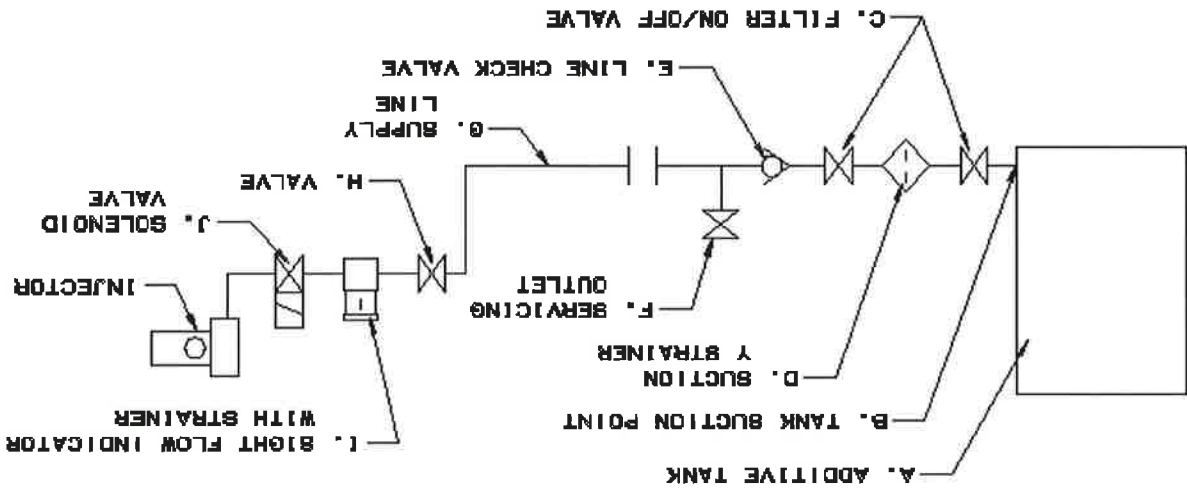 A. ADDITIVE TANK
B. TANK SUCTION POINT
D. SUCTION
Y STRAINER
F. SERVICING
OUTLET
I. SIGHT FLOW INDICATOR
WITH STRAINER
INJECTOR
J. SOLENOID
VALVE
H. VALVE
G. SUPPLY
LINE
E. LINE CHECK VALVE
C. FILTER ON/OFF VALVE